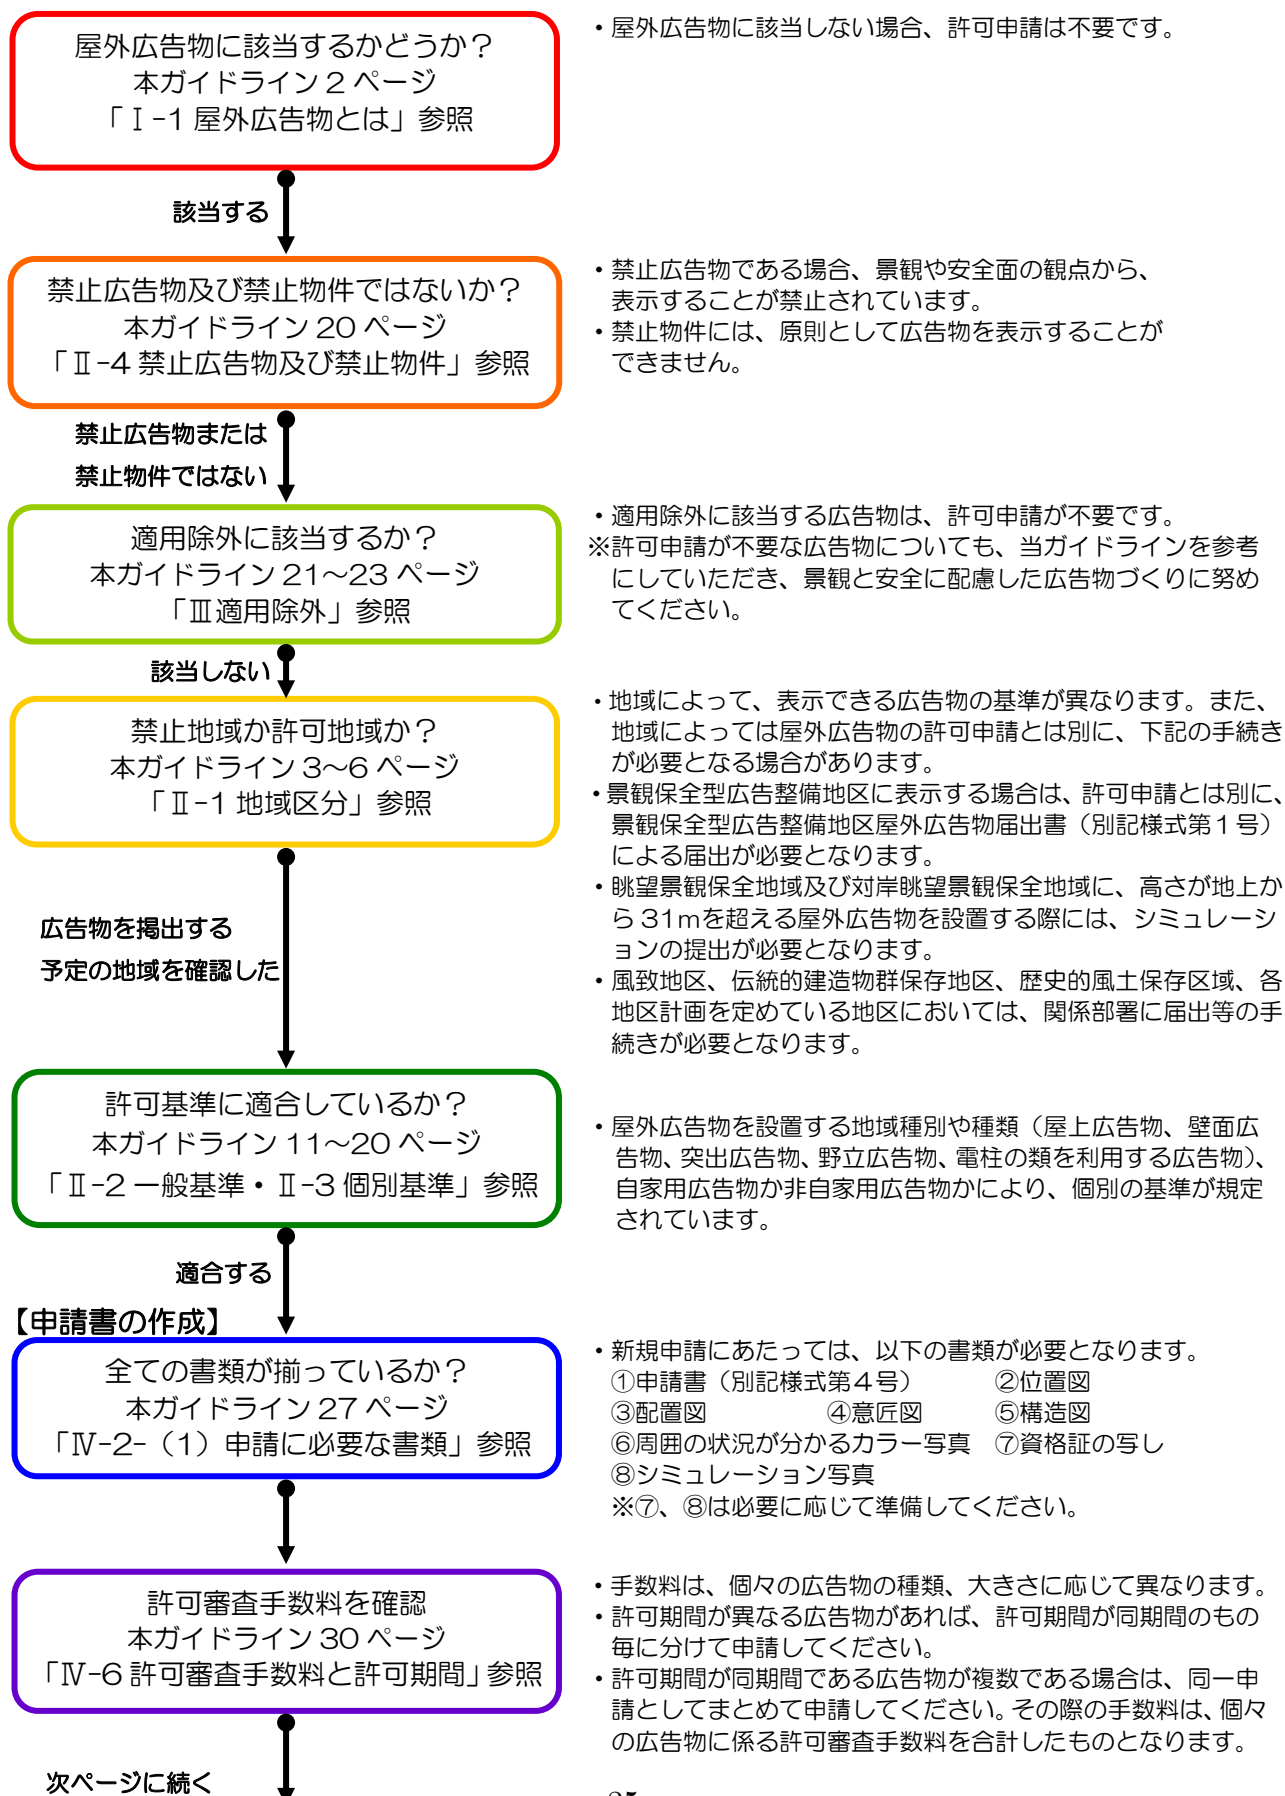 屋外広告物に該当するかどうか？
本ガイドライン２ページ
「Ⅰ-1 屋外広告物とは」参照
・屋外広告物に該当しない場合、許可申請は不要です。
該当する
禁止広告物及び禁止物件ではないか？
本ガイドライン 20 ページ
「Ⅱ-4 禁止広告物及び禁止物件」参照
・禁止広告物である場合、景観や安全面の観点から、
表示することが禁止されています。
・禁止物件には、原則として広告物を表示することが
できません。
禁止広告物または
禁止物件ではない
適用除外に該当するか？
本ガイドライン 21～23 ページ
「Ⅲ適用除外」参照
・適用除外に該当する広告物は、許可申請が不要です。
※許可申請が不要な広告物についても、当ガイドラインを参考
にしていただき、景観と安全に配慮した広告物づくりに努め
てください。
該当しない
禁止地域か許可地域か？
本ガイドライン 3～6 ページ
「Ⅱ-1 地域区分」参照
・地域によって、表示できる広告物の基準が異なります。また、
地域によっては屋外広告物の許可申請とは別に、下記の手続き
が必要となる場合があります。
・景観保全型広告整備地区に表示する場合は、許可申請とは別に、
景観保全型広告整備地区屋外広告物届出書（別記様式第１号）
による届出が必要となります。
・眺望景観保全地域及び対岸眺望景観保全地域に、高さが地上か
ら 31ｍを超える屋外広告物を設置する際には、シミュレーシ
ョンの提出が必要となります。
・風致地区、伝統的建造物群保存地区、歴史的風土保存区域、各
地区計画を定めている地区においては、関係部署に届出等の手
続きが必要となります。
広告物を掲出する
予定の地域を確認した
許可基準に適合しているか？
本ガイドライン 11～20 ページ
「Ⅱ-2 一般基準・Ⅱ-3 個別基準」参照
・屋外広告物を設置する地域種別や種類（屋上広告物、壁面広
告物、突出広告物、野立広告物、電柱の類を利用する広告物）、
自家用広告物か非自家用広告物かにより、個別の基準が規定
されています。
適合する
【申請書の作成】
全ての書類が揃っているか？
本ガイドライン 27 ページ
「Ⅳ-2-（1）申請に必要な書類」参照
・新規申請にあたっては、以下の書類が必要となります。
①申請書（別記様式第４号） ②位置図
③配置図 ④意匠図 ⑤構造図
⑥周囲の状況が分かるカラー写真 ⑦資格証の写し
⑧シミュレーション写真
※⑦、⑧は必要に応じて準備してください。
許可審査手数料を確認
本ガイドライン 30 ページ
「Ⅳ-6 許可審査手数料と許可期間」参照
・手数料は、個々の広告物の種類、大きさに応じて異なります。
・許可期間が異なる広告物があれば、許可期間が同期間のもの
毎に分けて申請してください。
・許可期間が同期間である広告物が複数である場合は、同一申
請としてまとめて申請してください。その際の手数料は、個々
の広告物に係る許可審査手数料を合計したものとなります。
次ページに続く